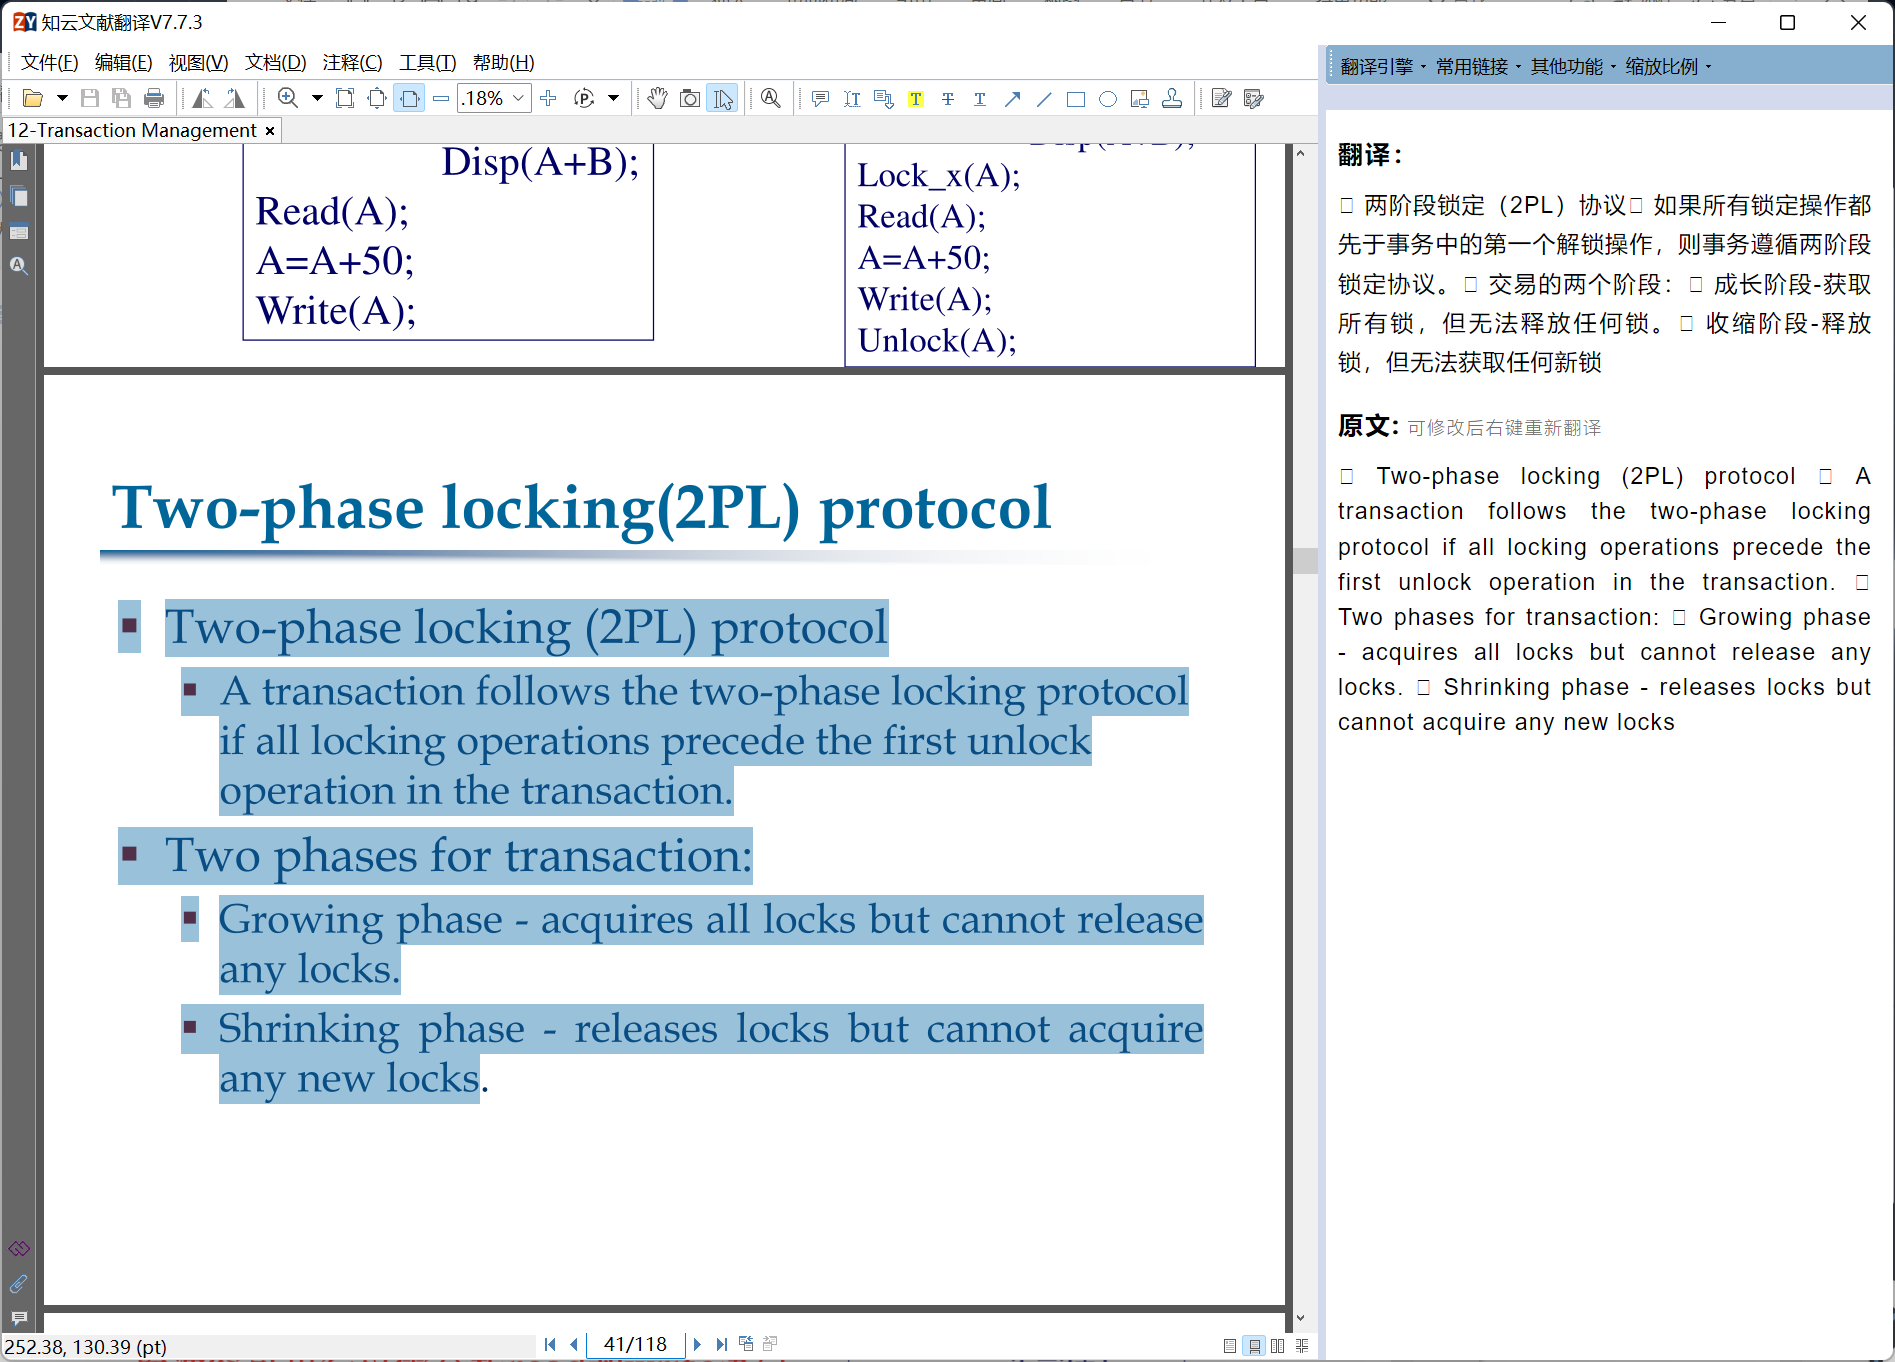 知云文献翻译V7.7.3
文件(F) 编辑(E) 视图(V) 文档(D) 注释(C) 工具(T) 帮助(H)
.18%
12-Transaction Management
Disp(A+B);
Read(A);
A=A+50;
Write(A);
Lock_x(A);
Read(A);
A=A+50;
Write(A);
Unlock(A);
Two-phase locking(2PL) protocol
Two-phase locking (2PL) protocol
A transaction follows the two-phase locking protocol
if all locking operations precede the first unlock
operation in the transaction.
Two phases for transaction:
Growing phase - acquires all locks but cannot release
any locks.
Shrinking phase - releases locks but cannot acquire
any new locks.
252.38, 130.39 (pt)
41/118
翻译引擎 · 常用链接 · 其他功能 · 缩放比例 ·
翻译：
两阶段锁定（2PL）协议 如果所有锁定操作都
先于事务中的第一个解锁操作，则事务遵循两阶段
锁定协议。 交易的两个阶段： 成长阶段-获取
所有锁，但无法释放任何锁。 收缩阶段-释放
锁，但无法获取任何新锁
原文: 可修改后右键重新翻译
Two-phase locking (2PL) protocol A
transaction follows the two-phase locking
protocol if all locking operations precede the
first unlock operation in the transaction.
Two phases for transaction: Growing phase
- acquires all locks but cannot release any
locks. Shrinking phase - releases locks but
cannot acquire any new locks